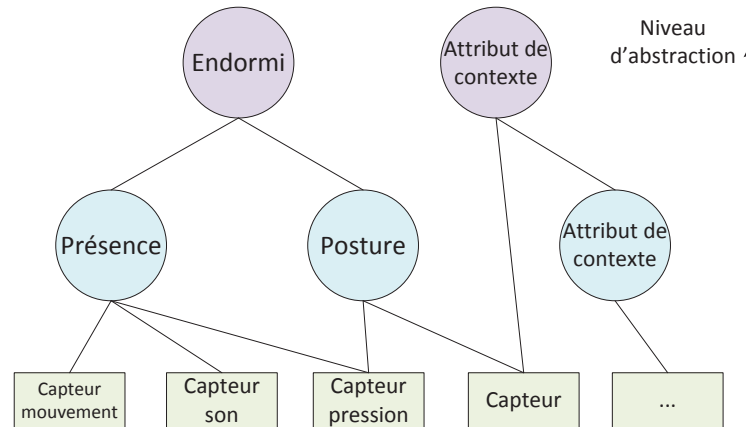 Endormi
Attribut de
contexte
Niveau
d’abstraction
Présence
Posture
Attribut de
contexte
Capteur
mouvement
Capteur
son
Capteur
pression
Capteur
...